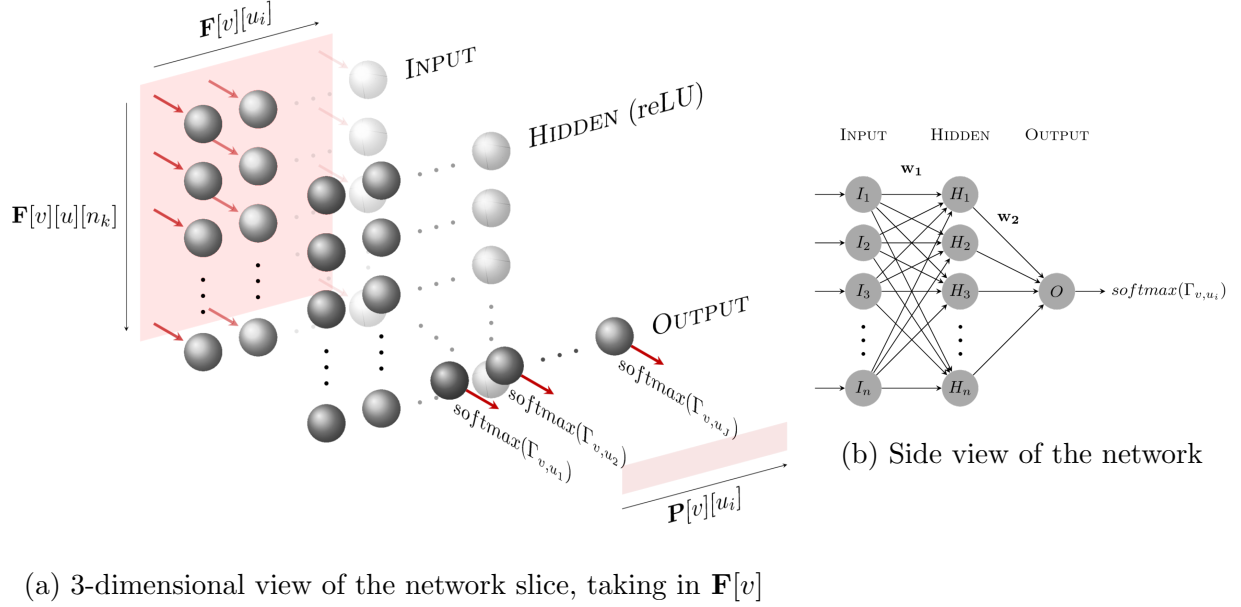 F[v][u_i]
INPUT
HIDDEN (reLU)
F[v][u][n_k]
OUTPUT
softmax(Γ_{v,u_1})
softmax(Γ_{v,u_2})
softmax(Γ_{v,u_J})
P[v][u_i]
(a) 3-dimensional view of the network slice, taking in F[v]
INPUT HIDDEN OUTPUT
w_1
w_2
I_1 H_1
I_2 H_2
I_3 H_3 O softmax(Γ_{v,u_i})
I_n H_n
(b) Side view of the network